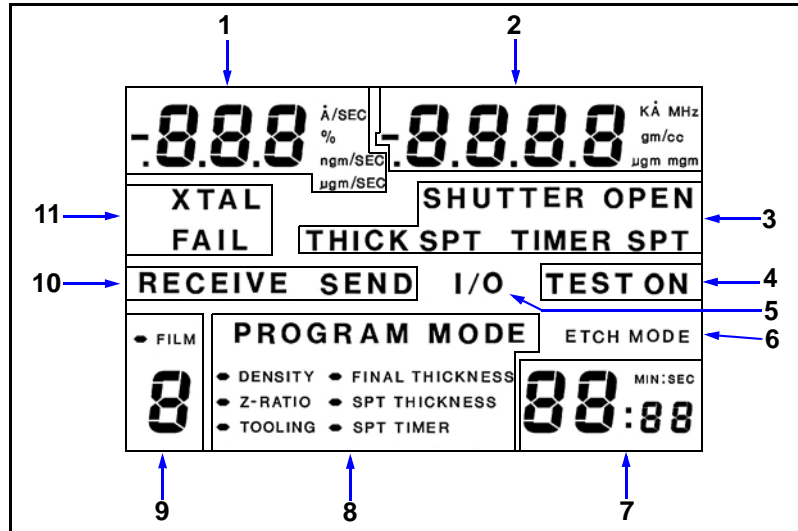 1 2
-.8.8.8 Å/SEC % ngm/SEC µgm/SEC
-.8.8.8.8 KÅ MHz gm/cc µgm mgm
11 XTAL FAIL
SHUTTER OPEN 3
THICK SPT TIMER SPT
10 RECEIVE SEND I/O TEST ON 4
5
FILM PROGRAM MODE ETCH MODE 6
8
DENSITY FINAL THICKNESS
Z-RATIO SPT THICKNESS
TOOLING SPT TIMER
MIN:SEC
88:88
9 8 7